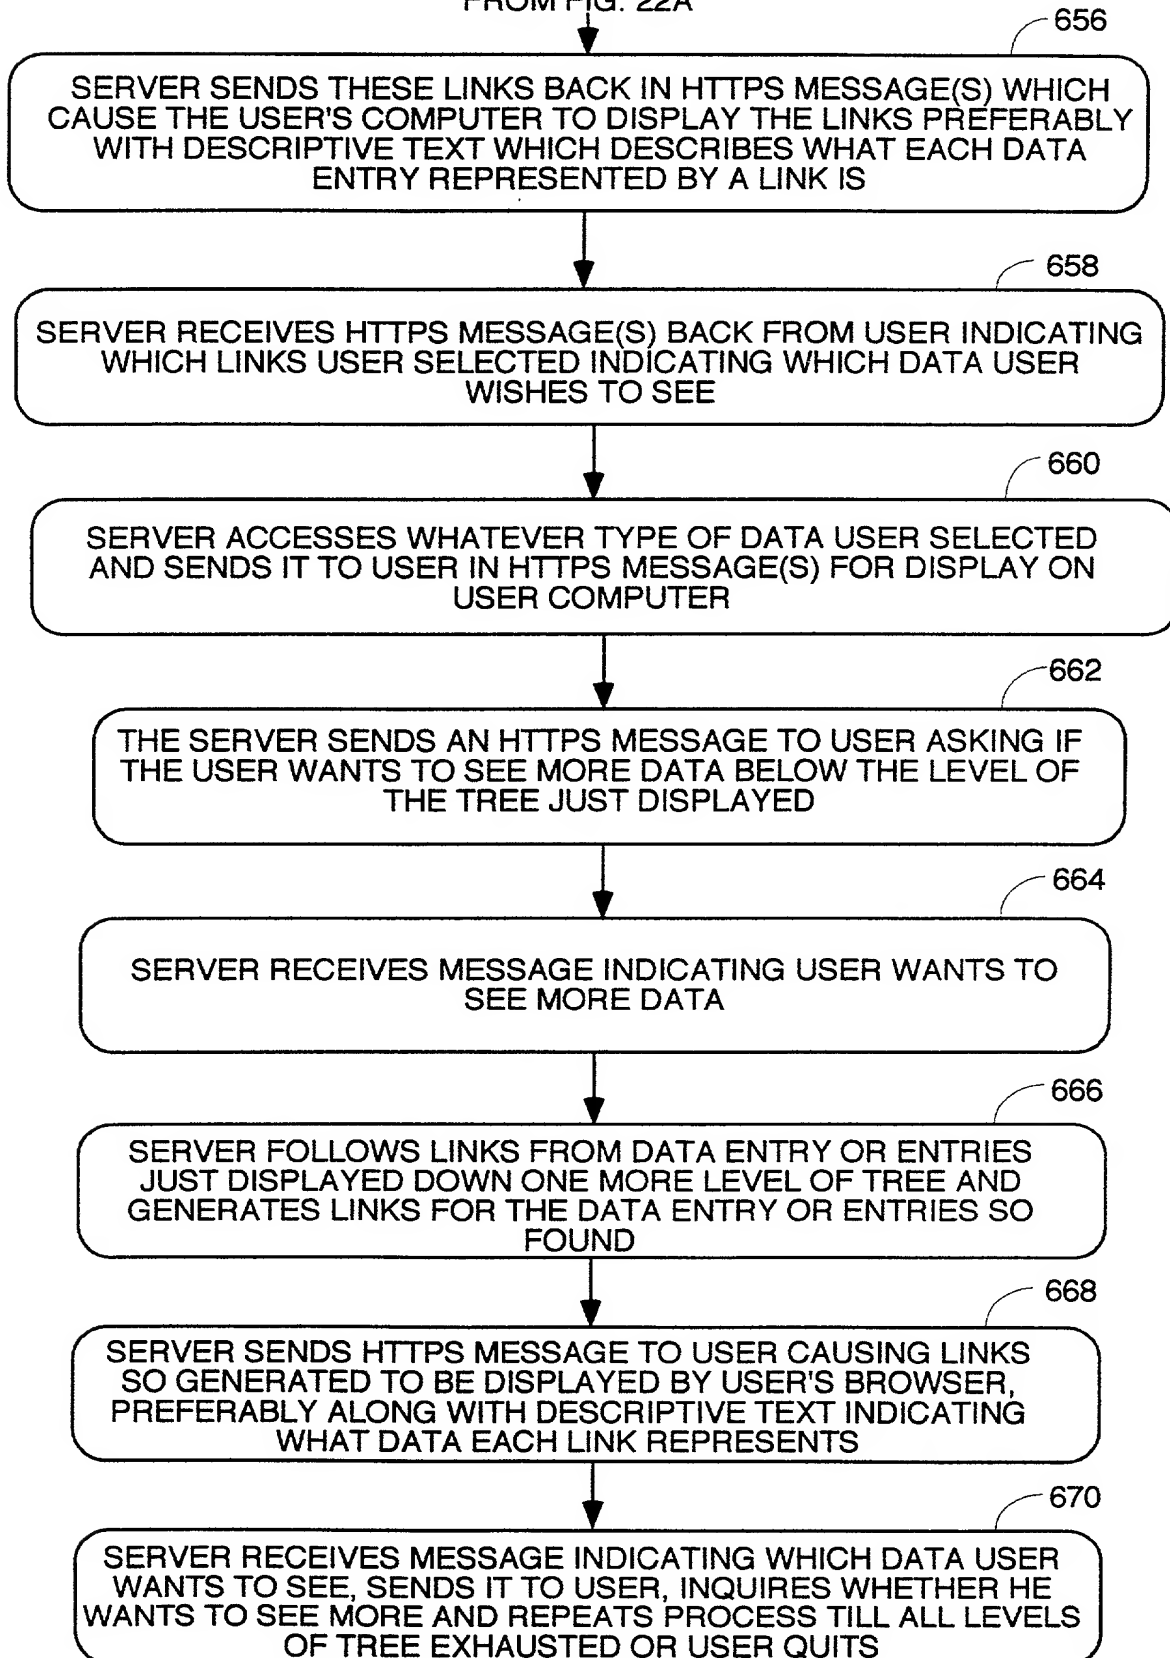 FROM FIG. 22A
656
SERVER SENDS THESE LINKS BACK IN HTTPS MESSAGE(S) WHICH
CAUSE THE USER'S COMPUTER TO DISPLAY THE LINKS PREFERABLY
WITH DESCRIPTIVE TEXT WHICH DESCRIBES WHAT EACH DATA
ENTRY REPRESENTED BY A LINK IS
658
SERVER RECEIVES HTTPS MESSAGE(S) BACK FROM USER INDICATING
WHICH LINKS USER SELECTED INDICATING WHICH DATA USER
WISHES TO SEE
660
SERVER ACCESSES WHATEVER TYPE OF DATA USER SELECTED
AND SENDS IT TO USER IN HTTPS MESSAGE(S) FOR DISPLAY ON
USER COMPUTER
662
THE SERVER SENDS AN HTTPS MESSAGE TO USER ASKING IF
THE USER WANTS TO SEE MORE DATA BELOW THE LEVEL OF
THE TREE JUST DISPLAYED
664
SERVER RECEIVES MESSAGE INDICATING USER WANTS TO
SEE MORE DATA
666
SERVER FOLLOWS LINKS FROM DATA ENTRY OR ENTRIES
JUST DISPLAYED DOWN ONE MORE LEVEL OF TREE AND
GENERATES LINKS FOR THE DATA ENTRY OR ENTRIES SO
FOUND
668
SERVER SENDS HTTPS MESSAGE TO USER CAUSING LINKS
SO GENERATED TO BE DISPLAYED BY USER'S BROWSER,
PREFERABLY ALONG WITH DESCRIPTIVE TEXT INDICATING
WHAT DATA EACH LINK REPRESENTS
670
SERVER RECEIVES MESSAGE INDICATING WHICH DATA USER
WANTS TO SEE, SENDS IT TO USER, INQUIRES WHETHER HE
WANTS TO SEE MORE AND REPEATS PROCESS TILL ALL LEVELS
OF TREE EXHAUSTED OR USER QUITS